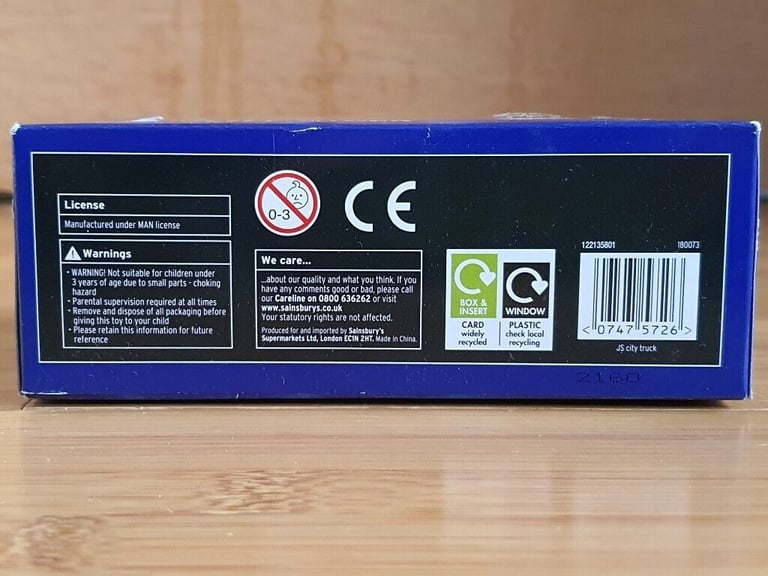 License
Manufactured under MAN license
Warnings
• WARNING! Not suitable for children under
3 years of age due to small parts - choking
hazard
• Parental supervision required at all times
• Remove and dispose of all packaging before
giving this toy to your child
• Please retain this information for future
reference
0-3
CE
We care...
...about our quality and what you think. If you
have any comments good or bad, please call
our Careline on 0800 636262 or visit
www.sainsburys.co.uk
Your statutory rights are not affected.
Produced for and imported by Sainsbury's
Supermarkets Ltd, London EC1N 2HT. Made in China.
BOX &
INSERT
CARD
widely
recycled
WINDOW
PLASTIC
check local
recycling
122135801 180073
<0747 5726>
JS city truck
2160